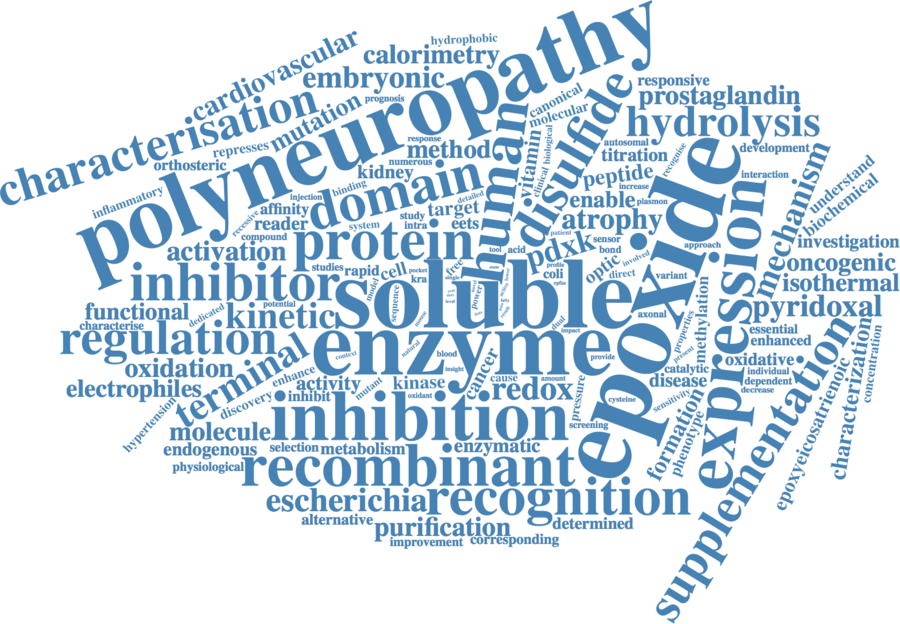 hydrophobic
cardiovascular
calorimetry
embryonic
polyneuropathy
characterisation
mutation
prognosis
represses
orthosteric
response
method
numerous
kidney
human
canonical
molecular
vitamin
clinical
biological
disulfide
responsive
prostaglandin
hydrolysis
autosomal
titration
recognise
development
peptide
increase
plasmon
interaction
enable
atrophy
epoxide
mechanism
understand
biochemical
inflammatory
injection
binding
domain
detailed
recessive
affinity
reader
system
study
intra
target
eets
compound
activation
protein
tool
acid
patient
pdxk
sensor
bond
involved
approach
expression
investigation
oncogenic
isothermal
pyridoxal
studies
rapid
cell
pocket
kra
model
sequence
free
single
power
profile
coli
optic
direct
variant
inhibitor
soluble
potential
functional
dedicated
characterise
kinetic
axonal
properties
present
methylation
essential
enhanced
regulation
enzyme
mouse
natural
context
dual
impact
provide
blood
insight
catalytic
oxidative
individual
dependent
decrease
oxidation
terminal
enhance
activity
electrophiles
discovery
inhibit
mutant
oxidant
kinase
cancer
cause
amount
redox
pressure
cysteine
disease
sensitivity
screening
hypertension
molecule
inhibition
formation
phenotype
supplementation
epoxyeicosatrienoic
characterization
concentration
endogenous
selection
metabolism
enzymatic
physiological
recombinant
escherichia
recognition
alternative
purification
determined
improvement
corresponding